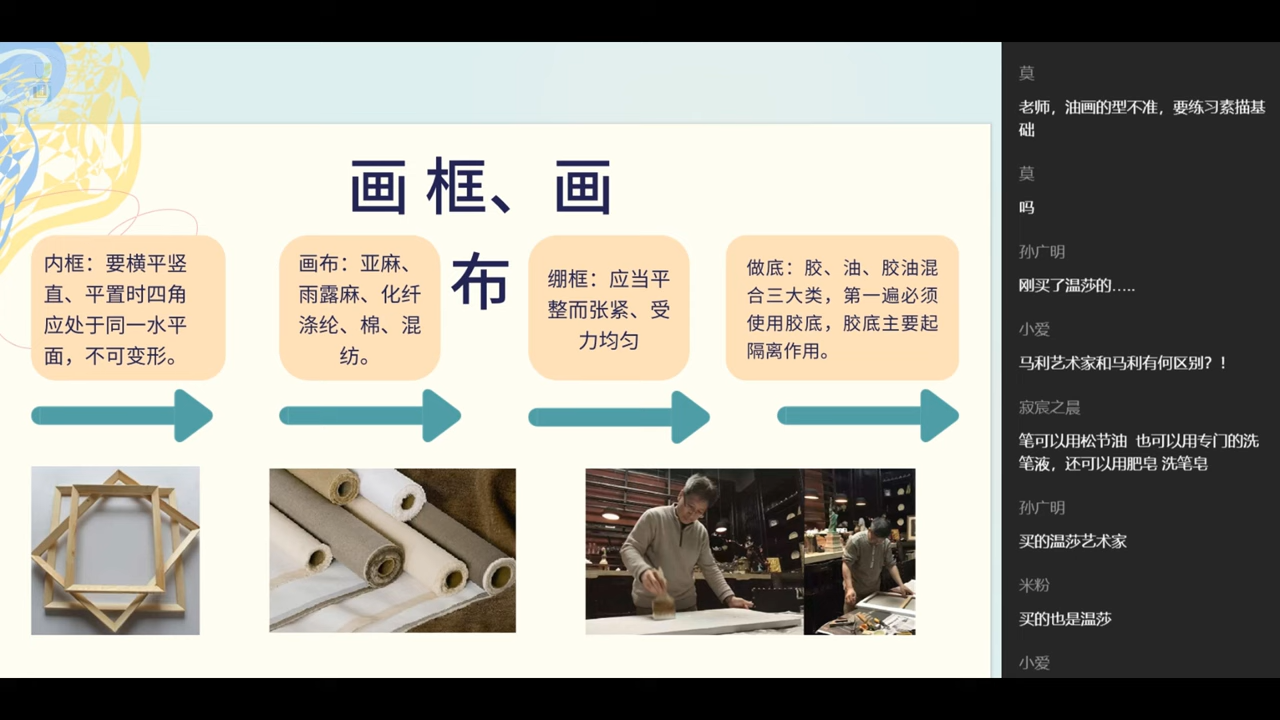 画框、画
布
内框：要横平竖
直、平置时四角
应处于同一水平
面，不可变形。
画布：亚麻、
雨露麻、化纤
涤纶、棉、混
纺。
绷框：应当平
整而张紧、受
力均匀
做底：胶、油、胶油混
合三大类，第一遍必须
使用胶底，胶底主要起
隔离作用。
莫
老师，油画的型不准，要练习素描基
础
莫
吗
孙广明
刚买了温莎的.....
小爱
马利艺术家和马利有何区别？！
寂宸之晨
笔可以用松节油 也可以用专门的洗
笔液，还可以用肥皂 洗笔皂
孙广明
买的温莎艺术家
米粉
买的也是温莎
小爱